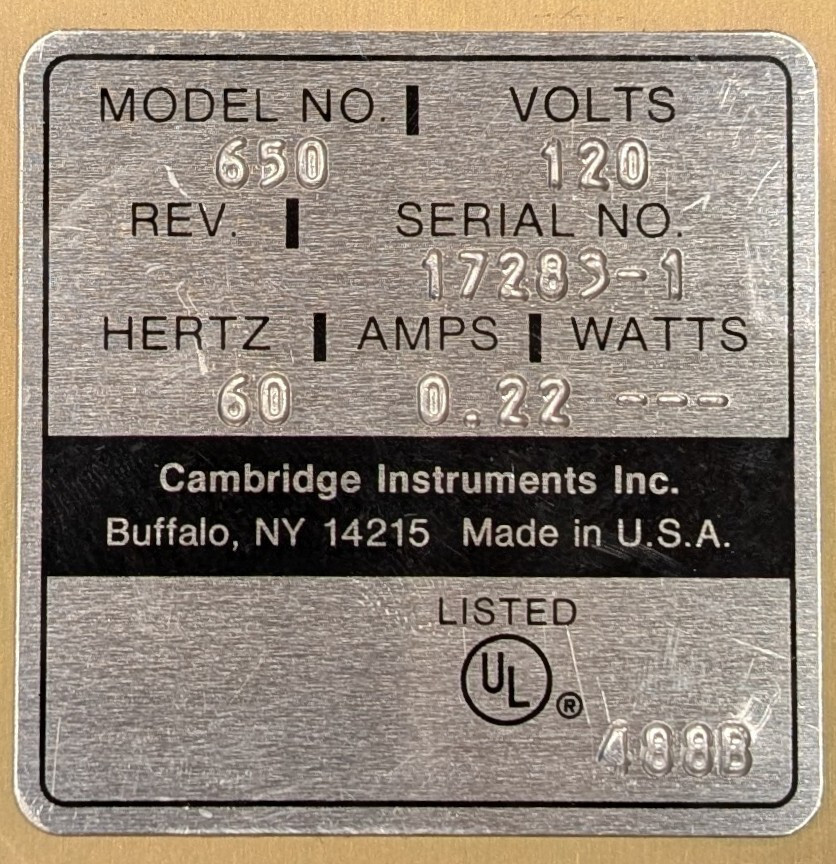 MODEL NO. | VOLTS
650 120
REV. | SERIAL NO.
17283-1
HERTZ | AMPS | WATTS
60 0.22 ---
Cambridge Instruments Inc.
Buffalo, NY 14215 Made in U.S.A.
LISTED
UL ®
488B